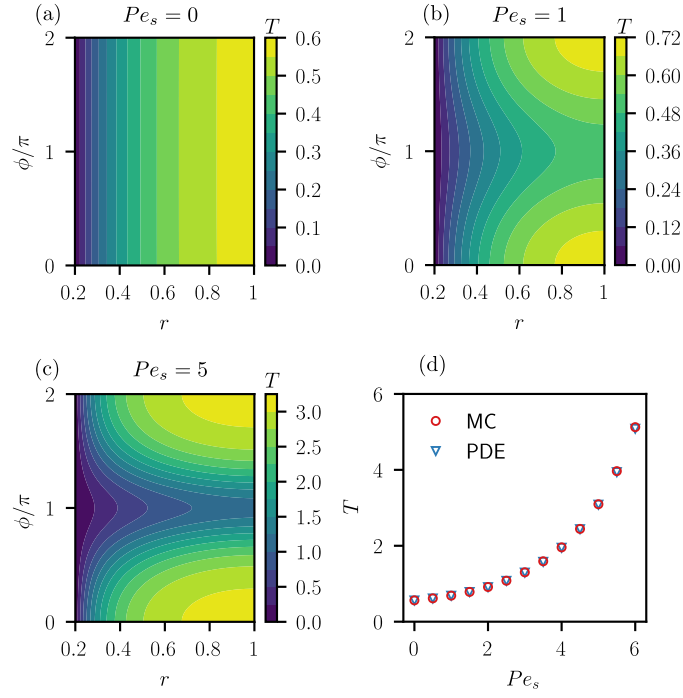 (a)
Pe_s = 0
T
ϕ/π
2
1
0
0.2 0.4 0.6 0.8 1
r
0.6
0.5
0.4
0.3
0.2
0.1
0.0
(b)
Pe_s = 1
T
ϕ/π
2
1
0
0.2 0.4 0.6 0.8 1
r
0.72
0.60
0.48
0.36
0.24
0.12
0.00
(c)
Pe_s = 5
T
ϕ/π
2
1
0
0.2 0.4 0.6 0.8 1
r
3.0
2.5
2.0
1.5
1.0
0.5
0.0
(d)
MC
PDE
T
6
4
2
0
0 2 4 6
Pe_s